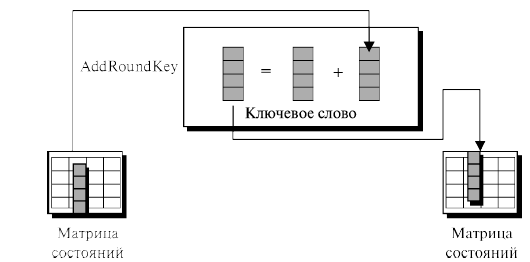 AddRoundKey
= +
Ключевое слово
Матрица
состояний
Матрица
состояний